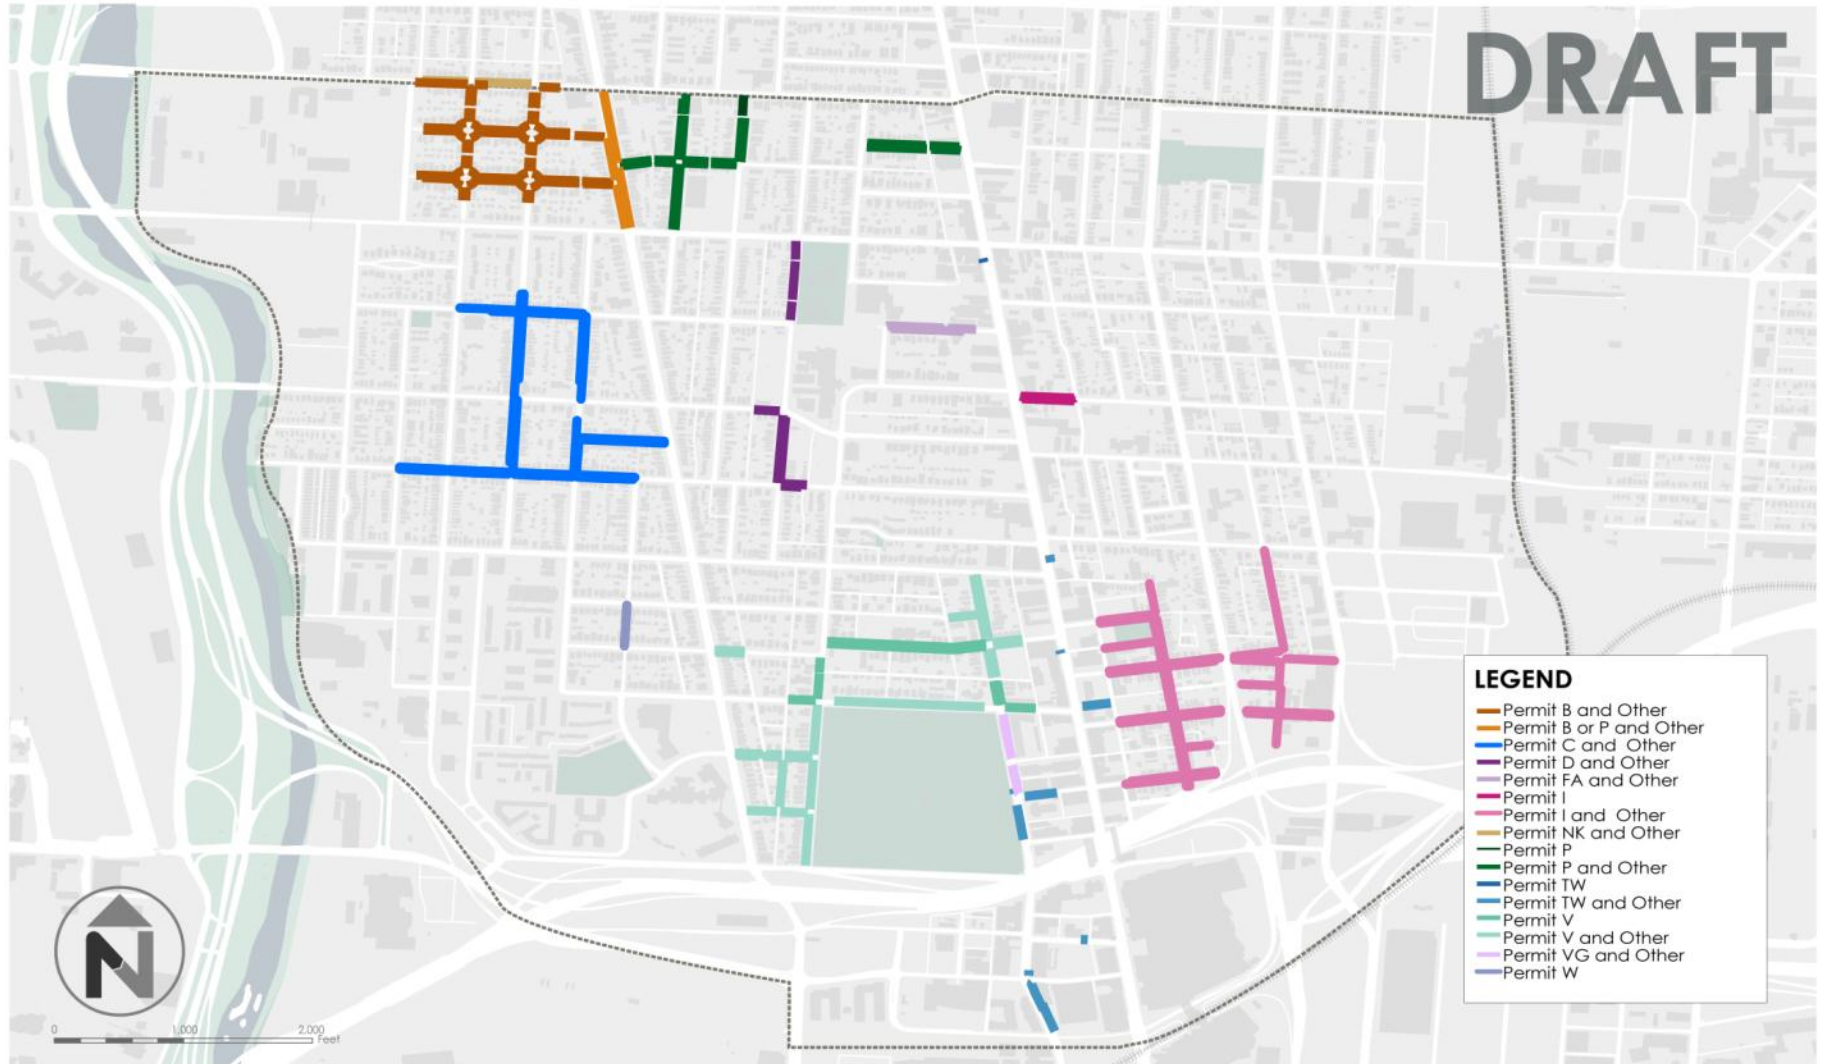 DRAFT
LEGEND
Permit B and Other
Permit B or P and Other
Permit C and Other
Permit D and Other
Permit FA and Other
Permit I
Permit I and Other
Permit NK and Other
Permit P
Permit P and Other
Permit TW
Permit TW and Other
Permit V
Permit V and Other
Permit VG and Other
Permit W
N
0 1,000 2,000
Feet